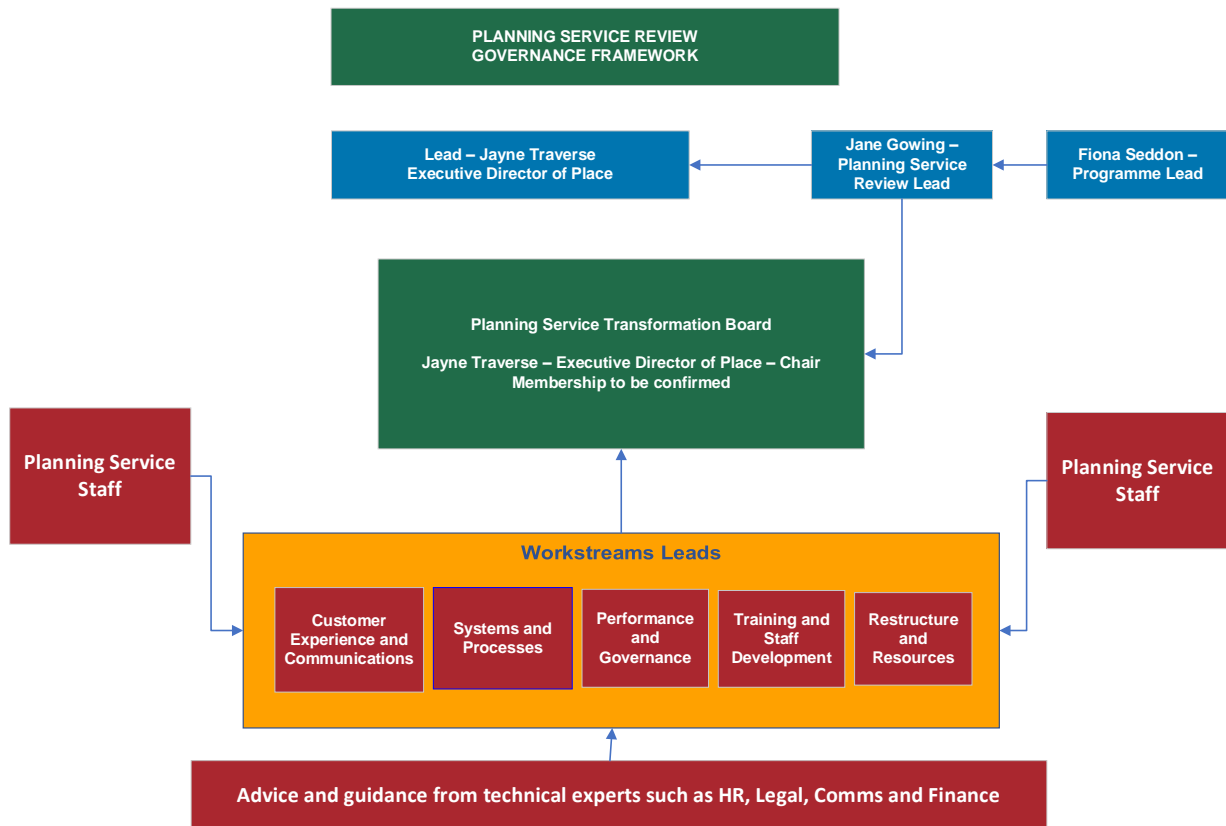 PLANNING SERVICE REVIEW
GOVERNANCE FRAMEWORK
Lead – Jayne Traverse
Executive Director of Place
Jane Gowing –
Planning Service
Review Lead
Fiona Seddon –
Programme Lead
Planning Service Transformation Board
Jayne Traverse – Executive Director of Place – Chair
Membership to be confirmed
Planning Service
Staff
Planning Service
Staff
Workstreams Leads
Customer
Experience and
Communications
Systems and
Processes
Performance
and
Governance
Training and
Staff
Development
Restructure
and
Resources
Advice and guidance from technical experts such as HR, Legal, Comms and Finance